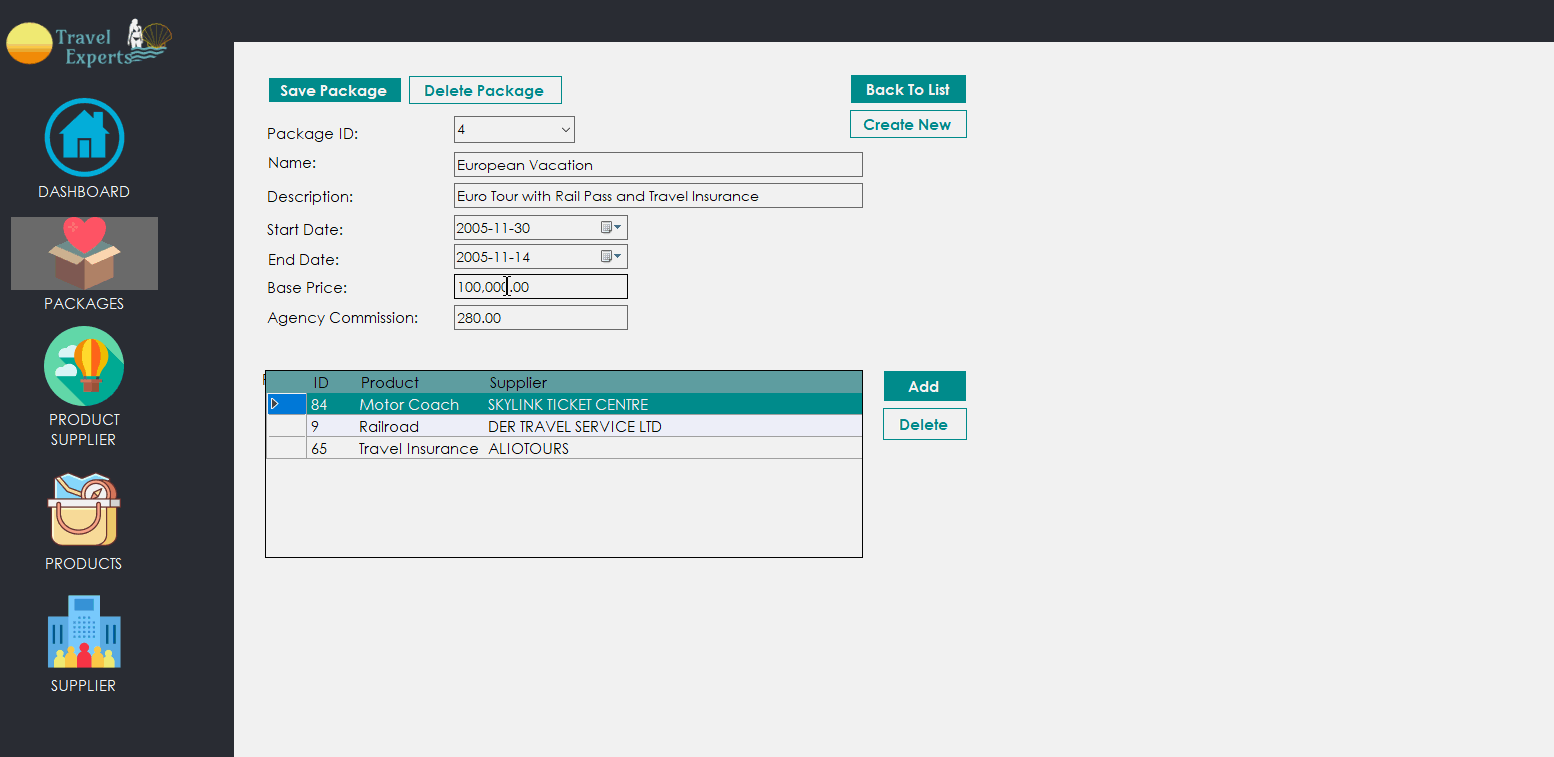 Travel
Experts
DASHBOARD
PACKAGES
PRODUCT
SUPPLIER
PRODUCTS
SUPPLIER
Save Package
Delete Package
Back To List
Create New
Package ID:
4
Name:
European Vacation
Description:
Euro Tour with Rail Pass and Travel Insurance
Start Date:
2005-11-30
End Date:
2005-11-14
Base Price:
100,000.00
Agency Commission:
280.00
ID Product Supplier
84 Motor Coach SKYLINK TICKET CENTRE
9 Railroad DER TRAVEL SERVICE LTD
65 Travel Insurance ALIOTOURS
Add
Delete